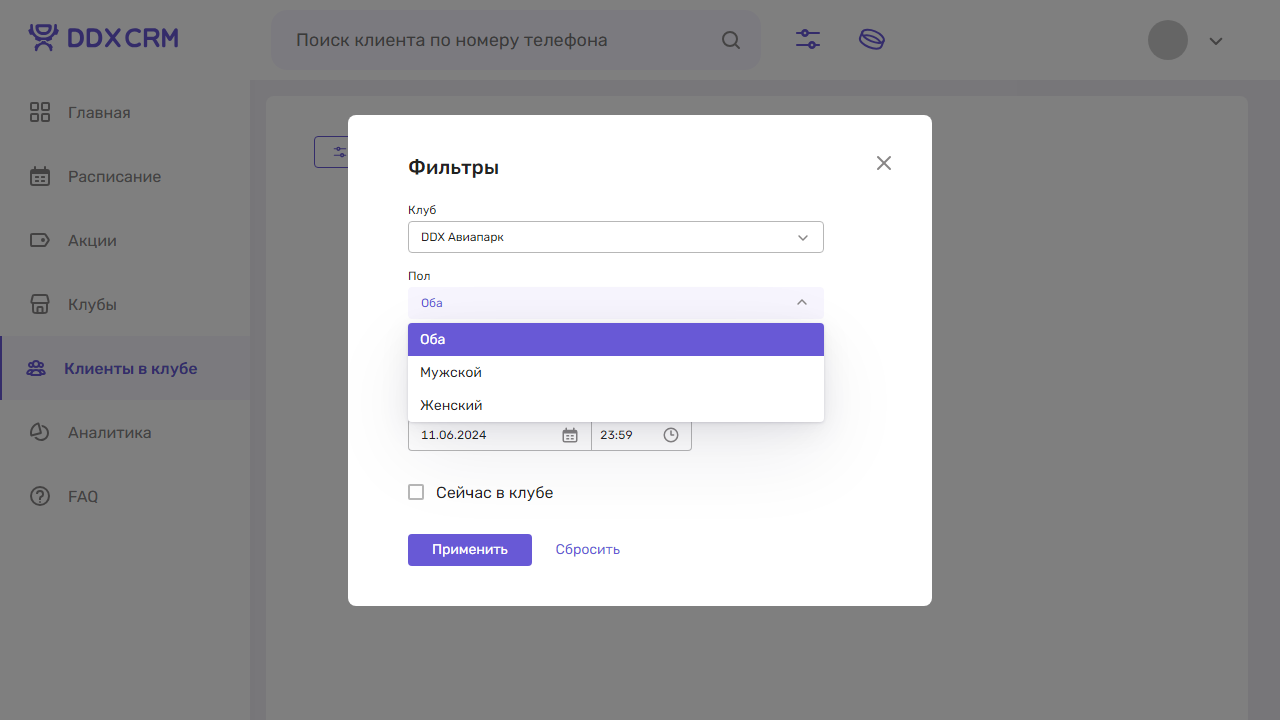 DDX CRM
Поиск клиента по номеру телефона
Главная
Расписание
Акции
Клубы
Клиенты в клубе
Аналитика
FAQ
Фильтры
Клуб
DDX Авиапарк
Пол
Оба
Оба
Мужской
Женский
11.06.2024
23:59
Сейчас в клубе
Применить
Сбросить